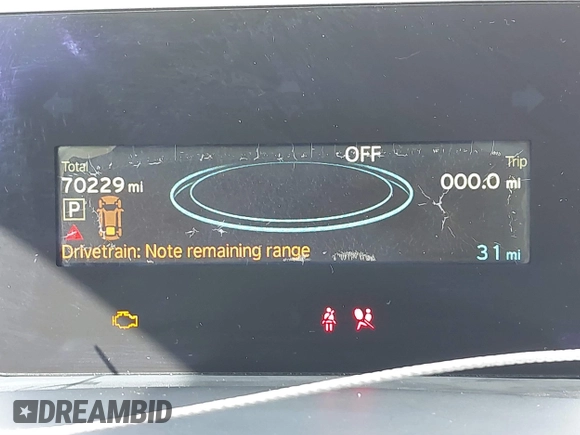 OFF
Total Trip
70229 mi 000.0 mi
P
Drivetrain: Note remaining range 31 mi
DREAMBID